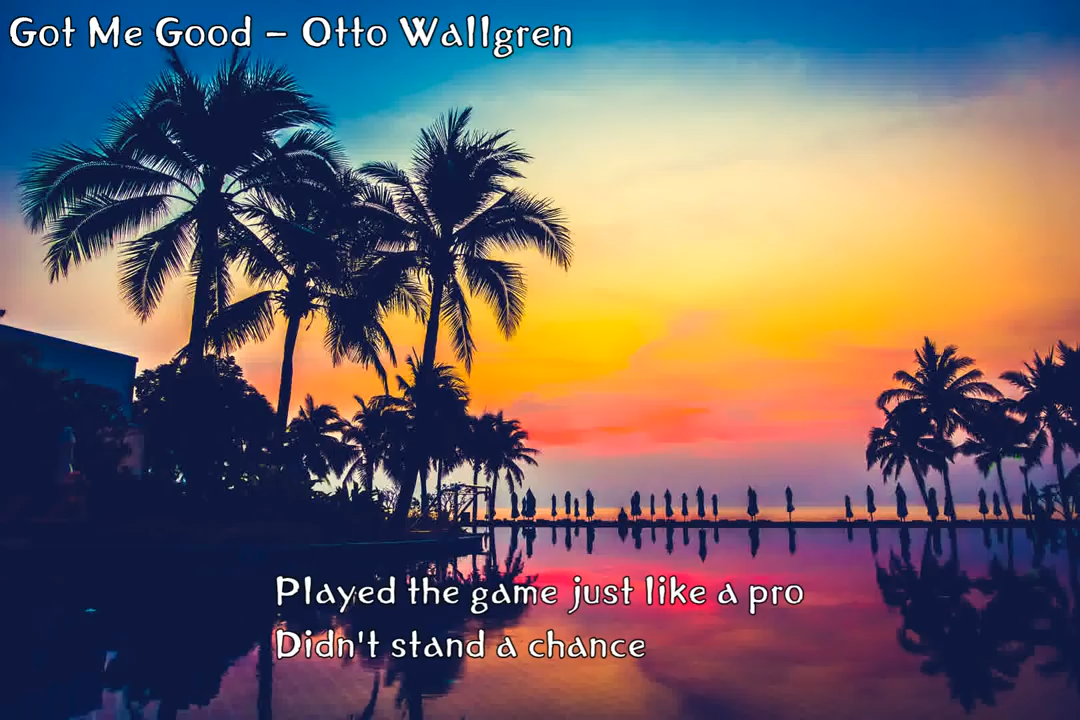 Got Me Good – Otto Wallgren
Played the game just like a pro
Didn't stand a chance